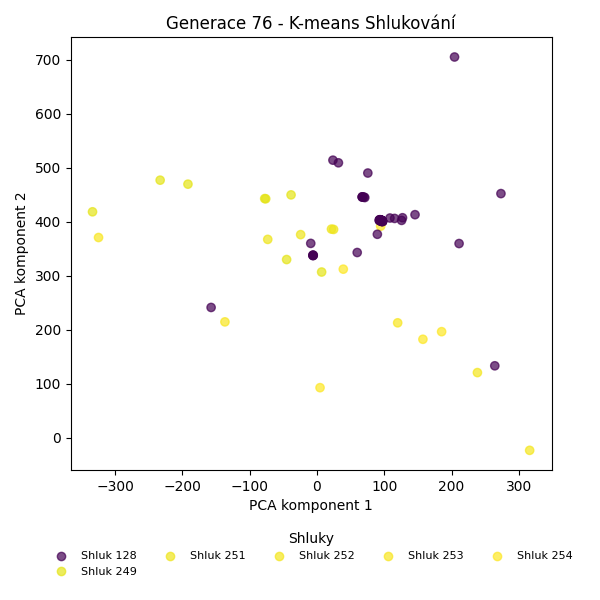 Generace 76 - K-means Shlukování
PCA komponent 2
700
600
500
400
300
200
100
0
−300 −200 −100 0 100 200 300
PCA komponent 1
Shluky
Shluk 128 Shluk 251 Shluk 252 Shluk 253 Shluk 254
Shluk 249